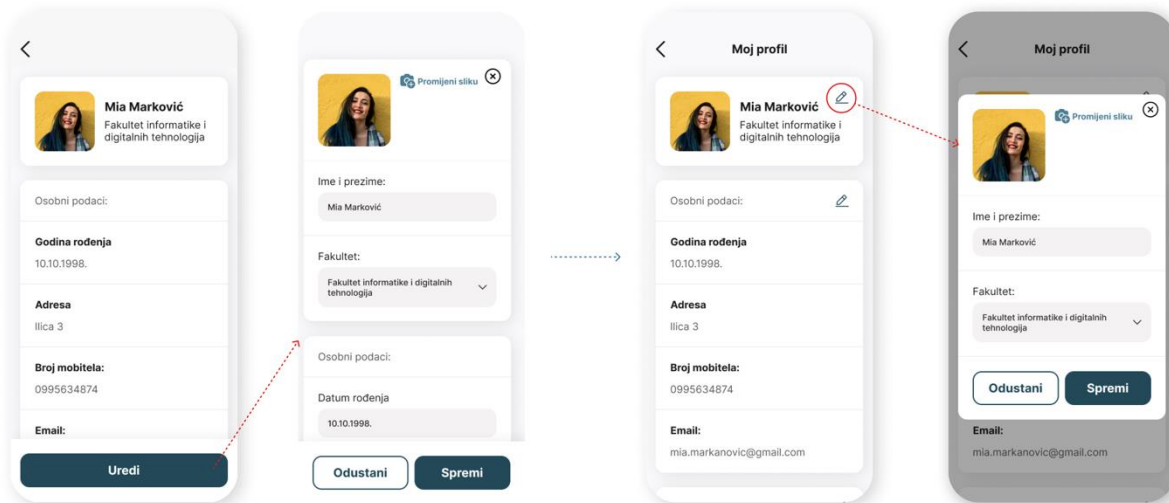 Mia Marković
Fakultet informatike i
digitalnih tehnologija
Osobni podaci:
Godina rođenja
10.10.1998.
Adresa
Ilica 3
Broj mobitela:
0995634874
Email:
Uredi
Promijeni sliku
Ime i prezime:
Mia Marković
Fakultet:
Fakultet informatike i digitalnih
tehnologija
Osobni podaci:
Datum rođenja
10.10.1998.
Odustani
Spremi
Moj profil
Mia Marković
Fakultet informatike i
digitalnih tehnologija
Osobni podaci:
Godina rođenja
10.10.1998.
Adresa
Ilica 3
Broj mobitela:
0995634874
Email:
mia.markanovic@gmail.com
Moj profil
Promijeni sliku
Ime i prezime:
Mia Marković
Fakultet:
Fakultet informatike i digitalnih
tehnologija
Odustani
Spremi
Email:
mia.markanovic@gmail.com